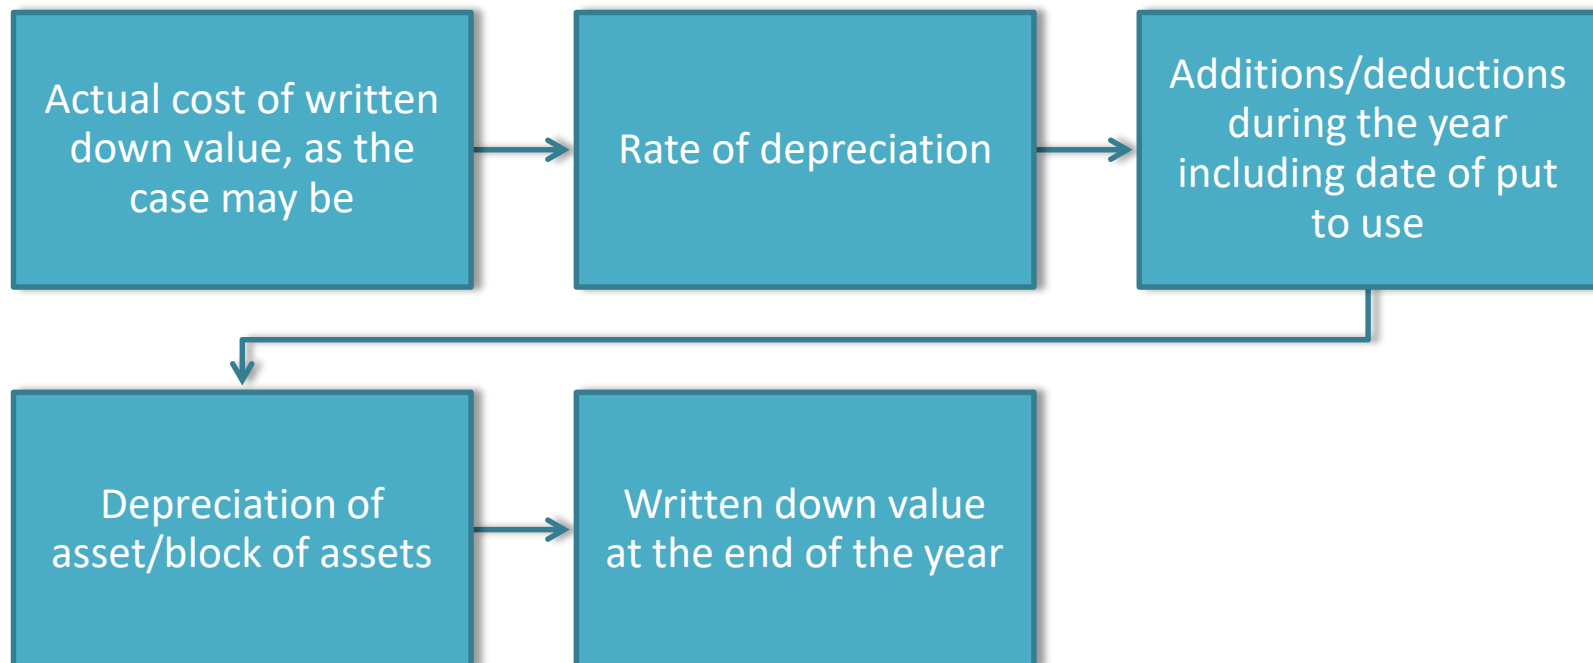 Actual cost of written
down value, as the
case may be
Rate of depreciation
Additions/deductions
during the year
including date of put
to use
Depreciation of
asset/block of assets
Written down value
at the end of the year